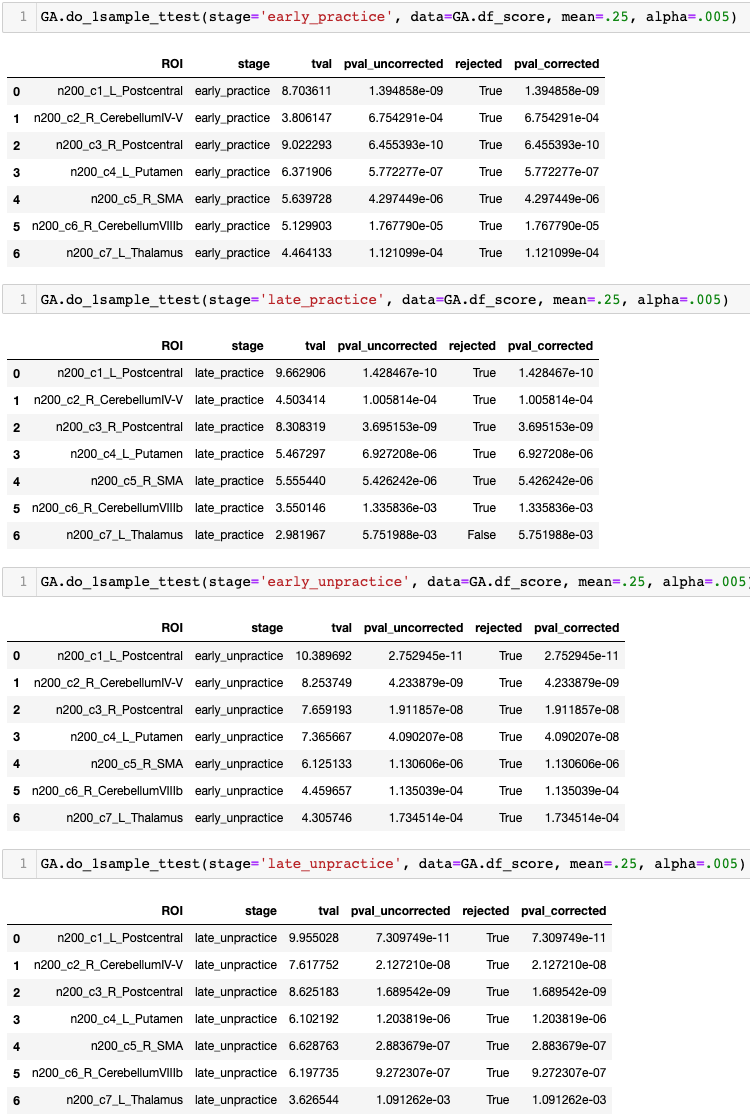 1 GA.do_1sample_ttest(stage='early_practice', data=GA.df_score, mean=.25, alpha=.005)
ROI stage tval pval_uncorrected rejected pval_corrected
0 n200_c1_L_Postcentral early_practice 8.703611 1.394858e-09 True 1.394858e-09
1 n200_c2_R_CerebellumIV-V early_practice 3.806147 6.754291e-04 True 6.754291e-04
2 n200_c3_R_Postcentral early_practice 9.022293 6.455393e-10 True 6.455393e-10
3 n200_c4_L_Putamen early_practice 6.371906 5.772277e-07 True 5.772277e-07
4 n200_c5_R_SMA early_practice 5.639728 4.297449e-06 True 4.297449e-06
5 n200_c6_R_CerebellumVIIIb early_practice 5.129903 1.767790e-05 True 1.767790e-05
6 n200_c7_L_Thalamus early_practice 4.464133 1.121099e-04 True 1.121099e-04
1 GA.do_1sample_ttest(stage='late_practice', data=GA.df_score, mean=.25, alpha=.005)
ROI stage tval pval_uncorrected rejected pval_corrected
0 n200_c1_L_Postcentral late_practice 9.662906 1.428467e-10 True 1.428467e-10
1 n200_c2_R_CerebellumIV-V late_practice 4.503414 1.005814e-04 True 1.005814e-04
2 n200_c3_R_Postcentral late_practice 8.308319 3.695153e-09 True 3.695153e-09
3 n200_c4_L_Putamen late_practice 5.467297 6.927208e-06 True 6.927208e-06
4 n200_c5_R_SMA late_practice 5.555440 5.426242e-06 True 5.426242e-06
5 n200_c6_R_CerebellumVIIIb late_practice 3.550146 1.335836e-03 True 1.335836e-03
6 n200_c7_L_Thalamus late_practice 2.981967 5.751988e-03 False 5.751988e-03
1 GA.do_1sample_ttest(stage='early_unpractice', data=GA.df_score, mean=.25, alpha=.005)
ROI stage tval pval_uncorrected rejected pval_corrected
0 n200_c1_L_Postcentral early_unpractice 10.389692 2.752945e-11 True 2.752945e-11
1 n200_c2_R_CerebellumIV-V early_unpractice 8.253749 4.233879e-09 True 4.233879e-09
2 n200_c3_R_Postcentral early_unpractice 7.659193 1.911857e-08 True 1.911857e-08
3 n200_c4_L_Putamen early_unpractice 7.365667 4.090207e-08 True 4.090207e-08
4 n200_c5_R_SMA early_unpractice 6.125133 1.130606e-06 True 1.130606e-06
5 n200_c6_R_CerebellumVIIIb early_unpractice 4.459657 1.135039e-04 True 1.135039e-04
6 n200_c7_L_Thalamus early_unpractice 4.305746 1.734514e-04 True 1.734514e-04
1 GA.do_1sample_ttest(stage='late_unpractice', data=GA.df_score, mean=.25, alpha=.005)
ROI stage tval pval_uncorrected rejected pval_corrected
0 n200_c1_L_Postcentral late_unpractice 9.955028 7.309749e-11 True 7.309749e-11
1 n200_c2_R_CerebellumIV-V late_unpractice 7.617752 2.127210e-08 True 2.127210e-08
2 n200_c3_R_Postcentral late_unpractice 8.625183 1.689542e-09 True 1.689542e-09
3 n200_c4_L_Putamen late_unpractice 6.102192 1.203819e-06 True 1.203819e-06
4 n200_c5_R_SMA late_unpractice 6.628763 2.883679e-07 True 2.883679e-07
5 n200_c6_R_CerebellumVIIIb late_unpractice 6.197735 9.272307e-07 True 9.272307e-07
6 n200_c7_L_Thalamus late_unpractice 3.626544 1.091262e-03 True 1.091262e-03